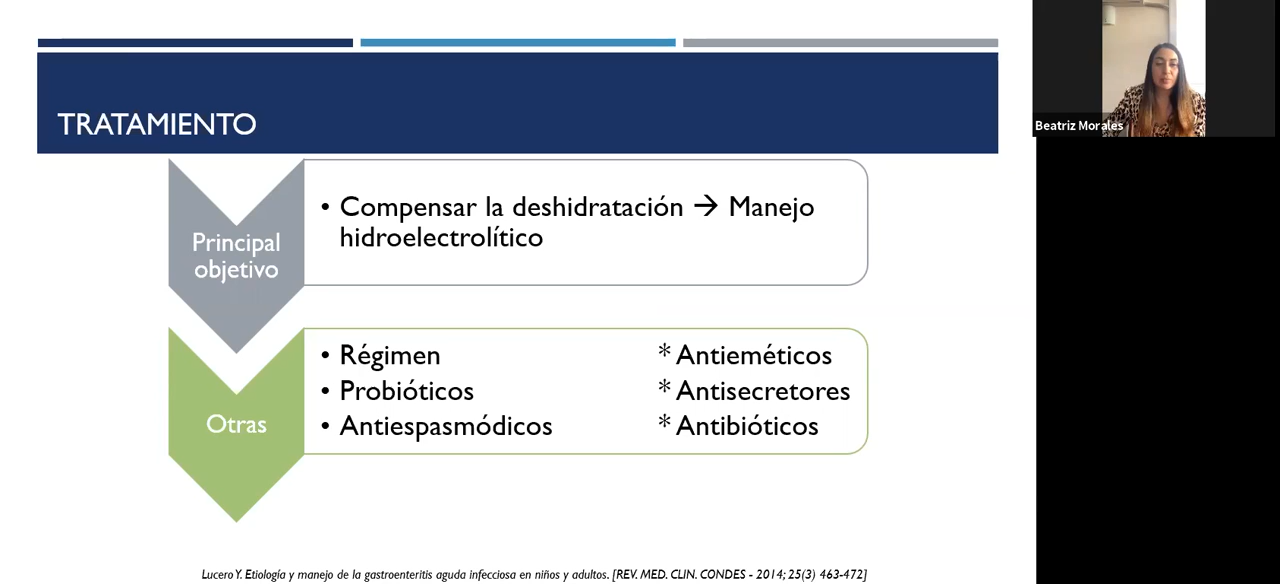 TRATAMIENTO
Principal
objetivo
• Compensar la deshidratación → Manejo
hidroelectrolítico
Otras
• Régimen * Antieméticos
• Probióticos * Antisecretores
• Antiespasmódicos * Antibióticos
Lucero Y. Etiología y manejo de la gastroenteritis aguda infecciosa en niños y adultos. [REV. MED. CLIN. CONDES - 2014; 25(3) 463-472]
Beatriz Morales